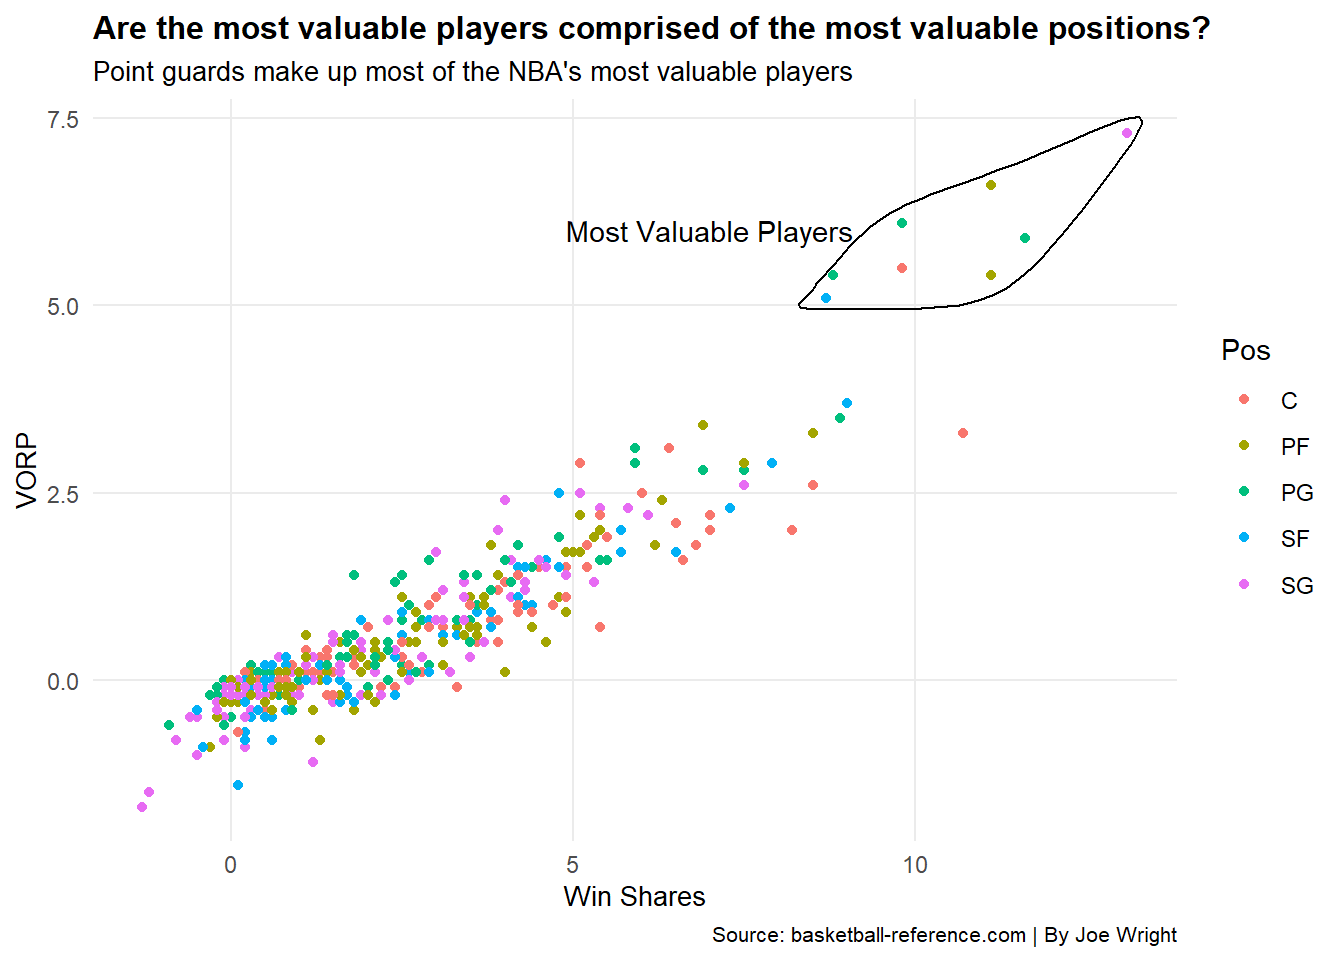 Are the most valuable players comprised of the most valuable positions?
Point guards make up most of the NBA's most valuable players
7.5
Most Valuable Players
5.0
Pos
C
VORP
PF
2.5
PG
SF
SG
0.0
0
5
10
Win Shares
Source: basketball-reference.com | By Joe Wright